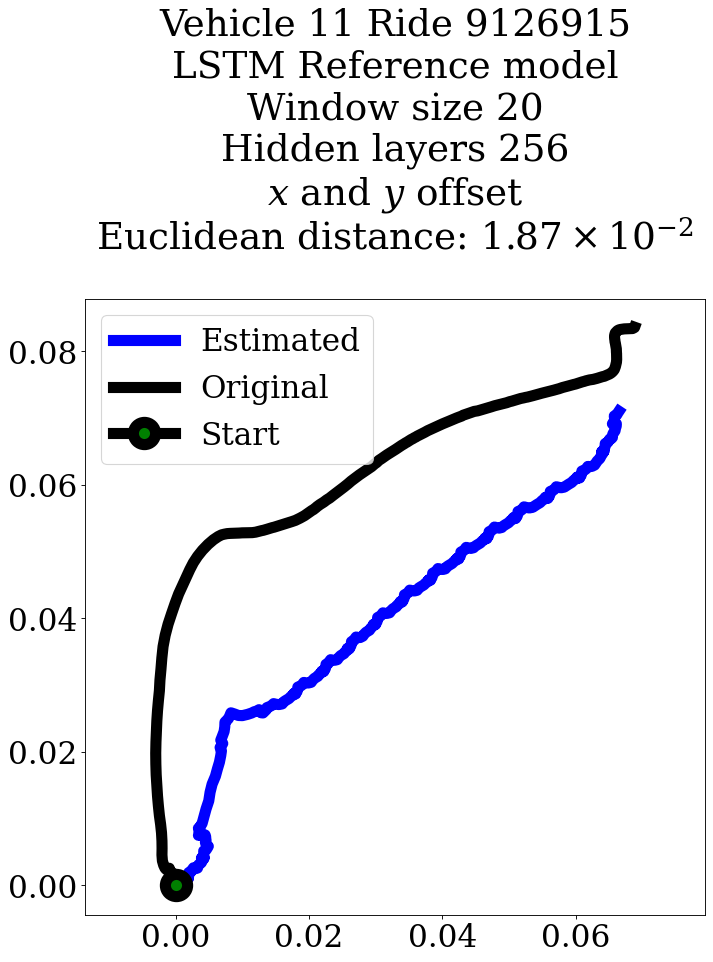 Vehicle 11 Ride 9126915
LSTM Reference model
Window size 20
Hidden layers 256
x and y offset
Euclidean distance: 1.87 × 10⁻²
Estimated
Original
Start
0.08
0.06
0.04
0.02
0.00
0.00 0.02 0.04 0.06